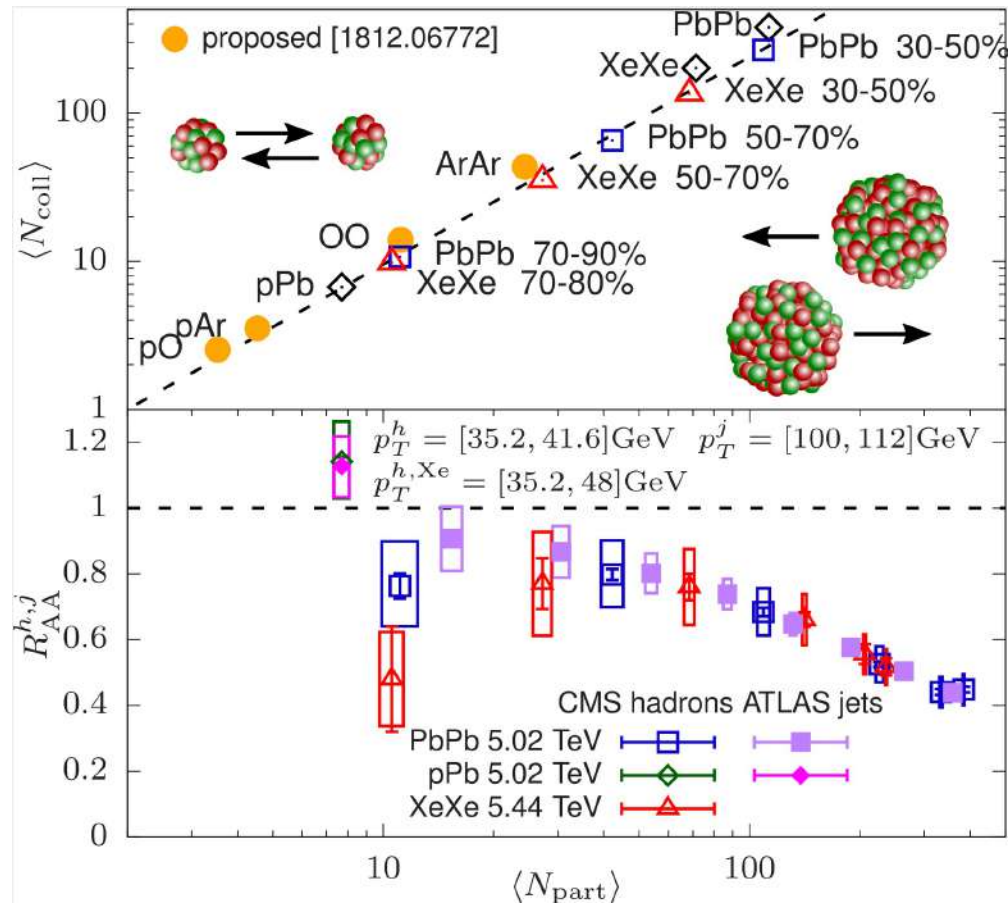 proposed [1812.06772]
PbPb
PbPb 30-50%
XeXe
XeXe 30-50%
100
PbPb 50-70%
ArAr
XeXe 50-70%
⟨N_coll⟩
OO
10
PbPb 70-90%
pPb
XeXe 70-80%
pAr
pO
1
1.2
p_T^h = [35.2, 41.6]GeV p_T^j = [100, 112]GeV
p_T^{h,Xe} = [35.2, 48]GeV
1
0.8
R_AA^{h,j}
0.6
0.4
CMS hadrons ATLAS jets
PbPb 5.02 TeV
0.2
pPb 5.02 TeV
XeXe 5.44 TeV
0
10
100
⟨N_part⟩